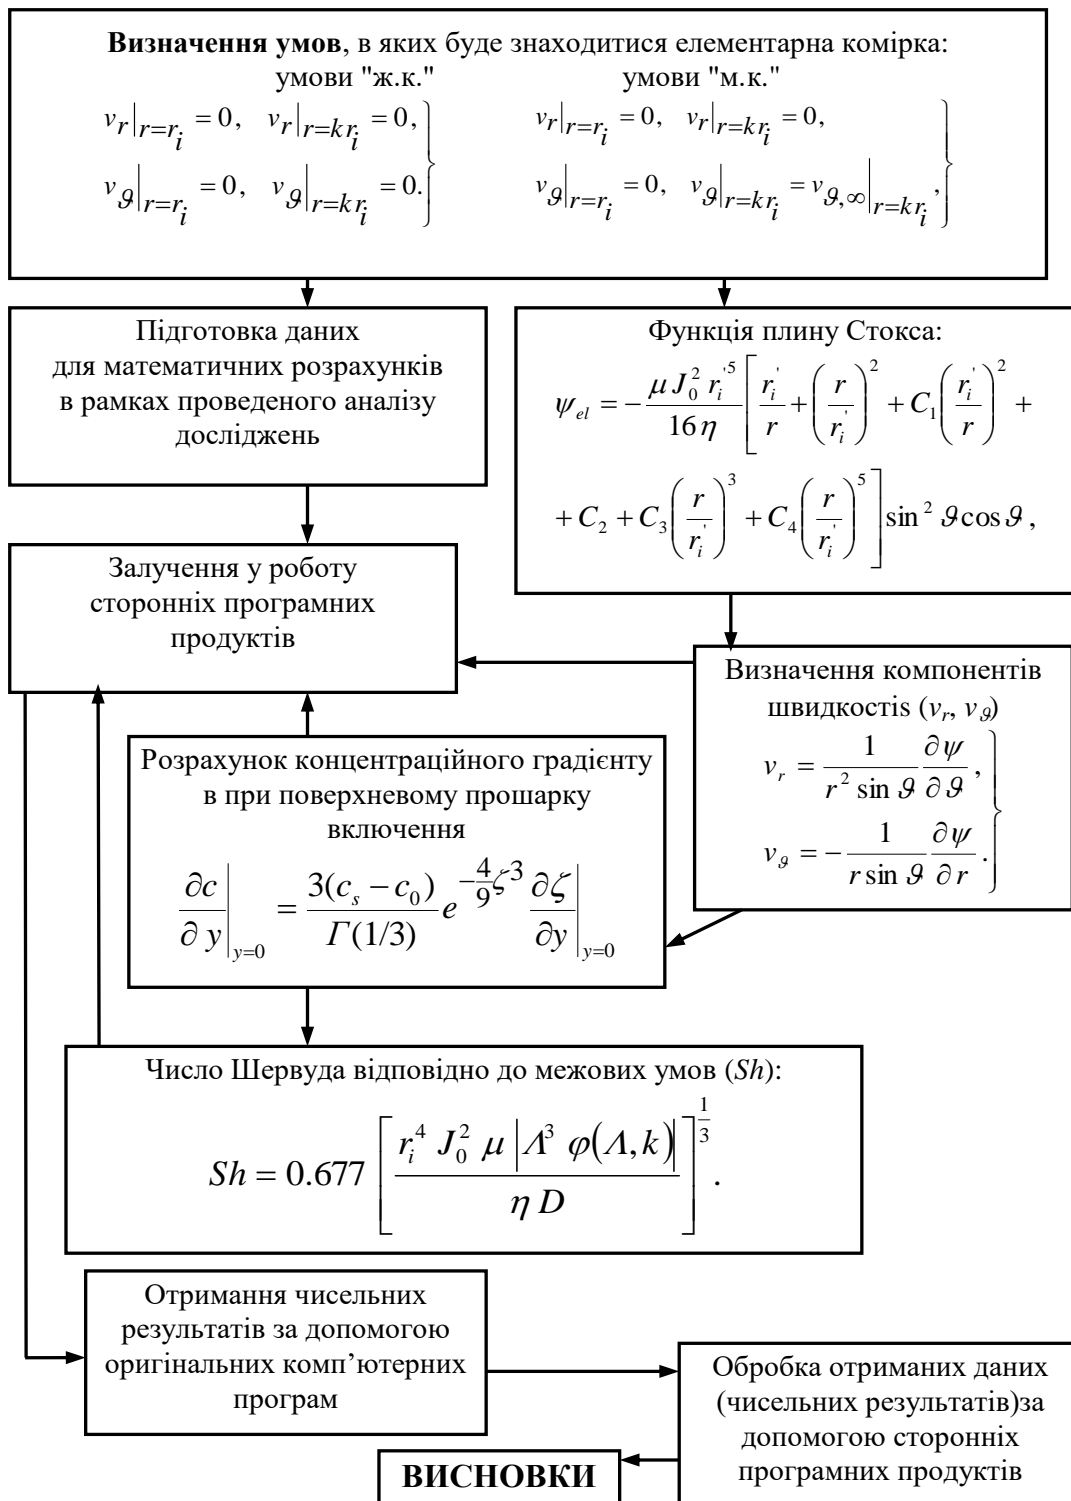 Визначення умов, в яких буде знаходитися елементарна комірка:
умови "ж.к." умови "м.к."
v_r|_{r=r_i} = 0, v_r|_{r=kr_i} = 0,
v_ϑ|_{r=r_i} = 0, v_ϑ|_{r=kr_i} = 0. }
v_r|_{r=r_i} = 0, v_r|_{r=kr_i} = 0,
v_ϑ|_{r=r_i} = 0, v_ϑ|_{r=kr_i} = v_{ϑ,∞}|_{r=kr_i}, }
Підготовка даних
для математичних розрахунків
в рамках проведеного аналізу
досліджень
Функція плину Стокса:
ψ_{el} = − (μ J_0^2 r_i^{'5})/(16 η) [ r_i^'/r + (r/r_i^')^2 + C_1 (r_i^'/r)^2 +
+ C_2 + C_3 (r/r_i^')^3 + C_4 (r/r_i^')^5 ] sin^2 ϑ cos ϑ ,
Залучення у роботу
сторонніх програмних
продуктів
Визначення компонентів
швидкостіs (v_r, v_ϑ)
v_r = 1/(r^2 sin ϑ) ∂ψ/∂ϑ ,
v_ϑ = − 1/(r sin ϑ) ∂ψ/∂r . }
Розрахунок концентраційного градієнту
в при поверхневому прошарку
включення
∂c/∂y|_{y=0} = 3(c_s − c_0)/Γ(1/3) e^{−4/9 ζ^3} ∂ζ/∂y|_{y=0}
Число Шервуда відповідно до межових умов (Sh):
Sh = 0.677 [ (r_i^4 J_0^2 μ |Λ^3 φ(Λ,k)|)/(η D) ]^{1/3} .
Отримання чисельних
результатів за допомогою
оригінальних комп’ютерних
програм
Обробка отриманих даних
(чисельних результатів)за
допомогою сторонніх
програмних продуктів
ВИСНОВКИ